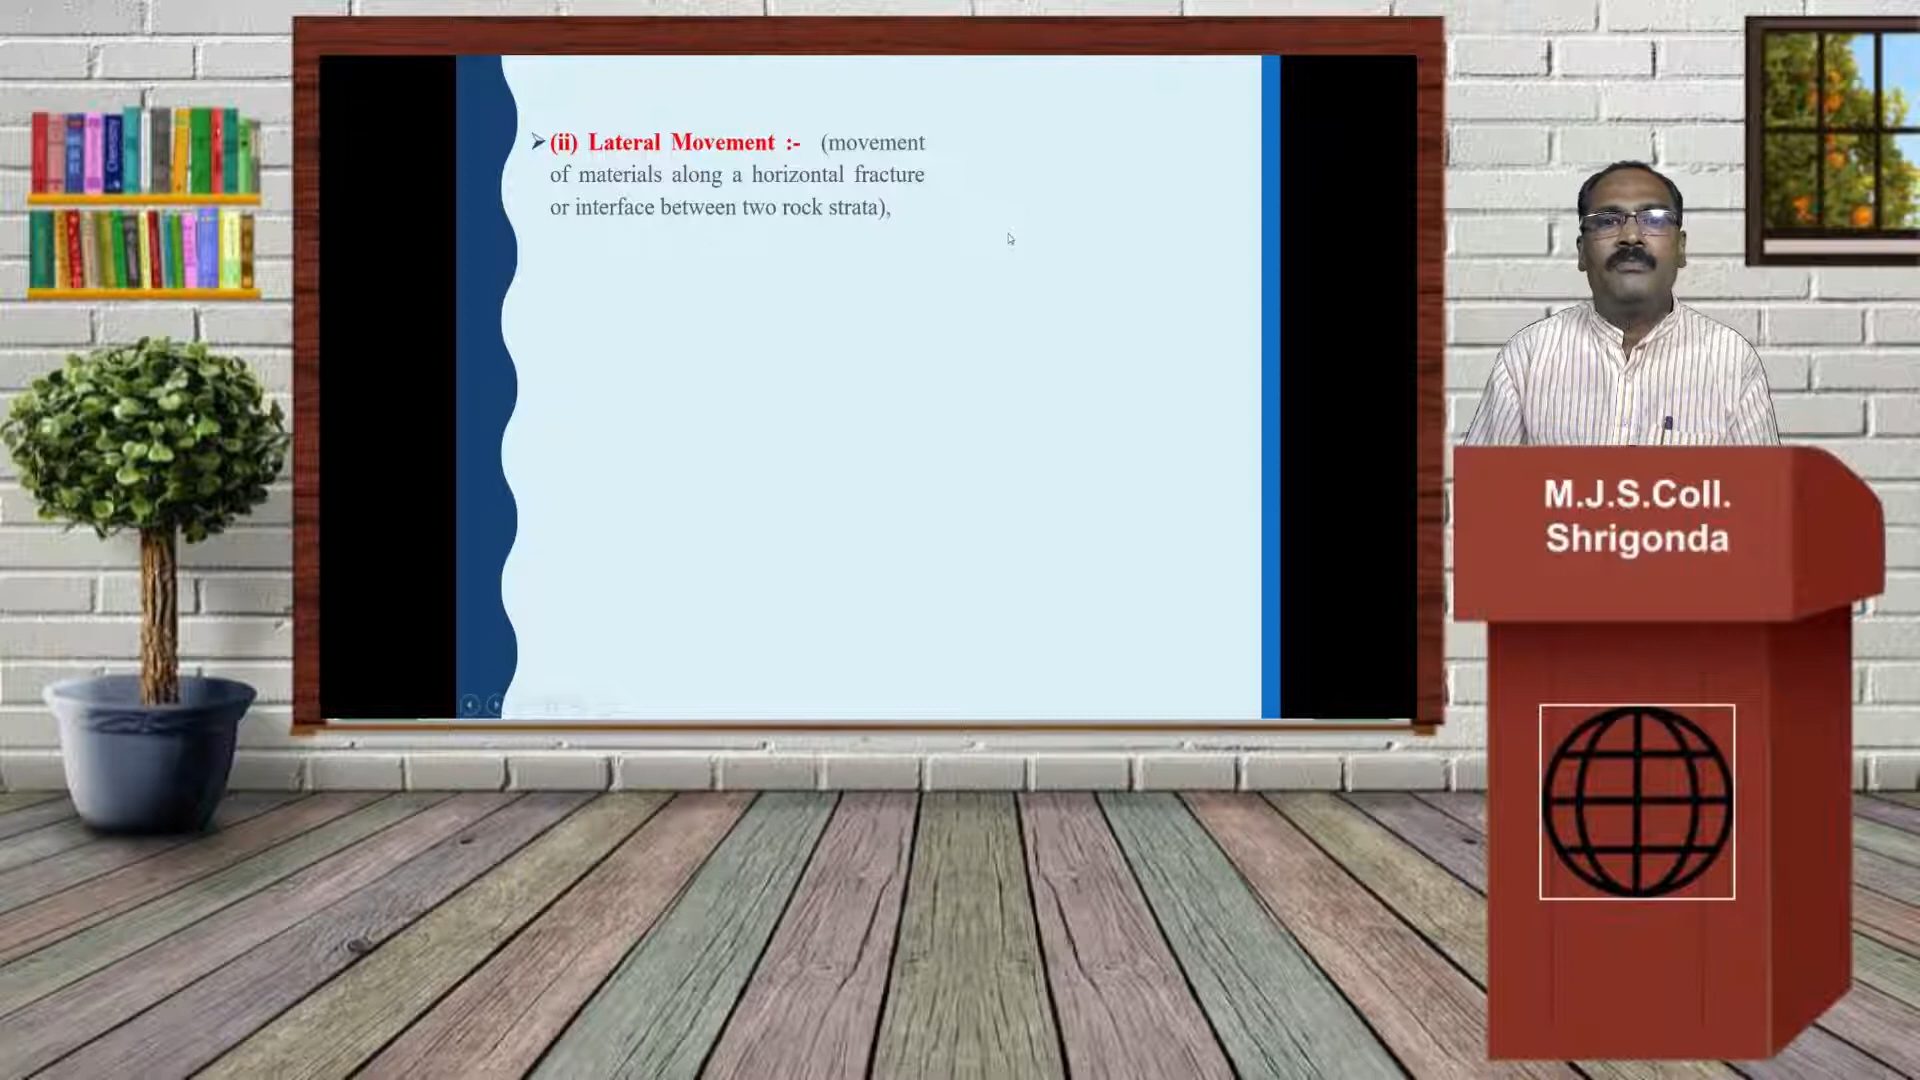 ➢ (ii) Lateral Movement :- (movement
of materials along a horizontal fracture
or interface between two rock strata),
M.J.S.Coll.
Shrigonda